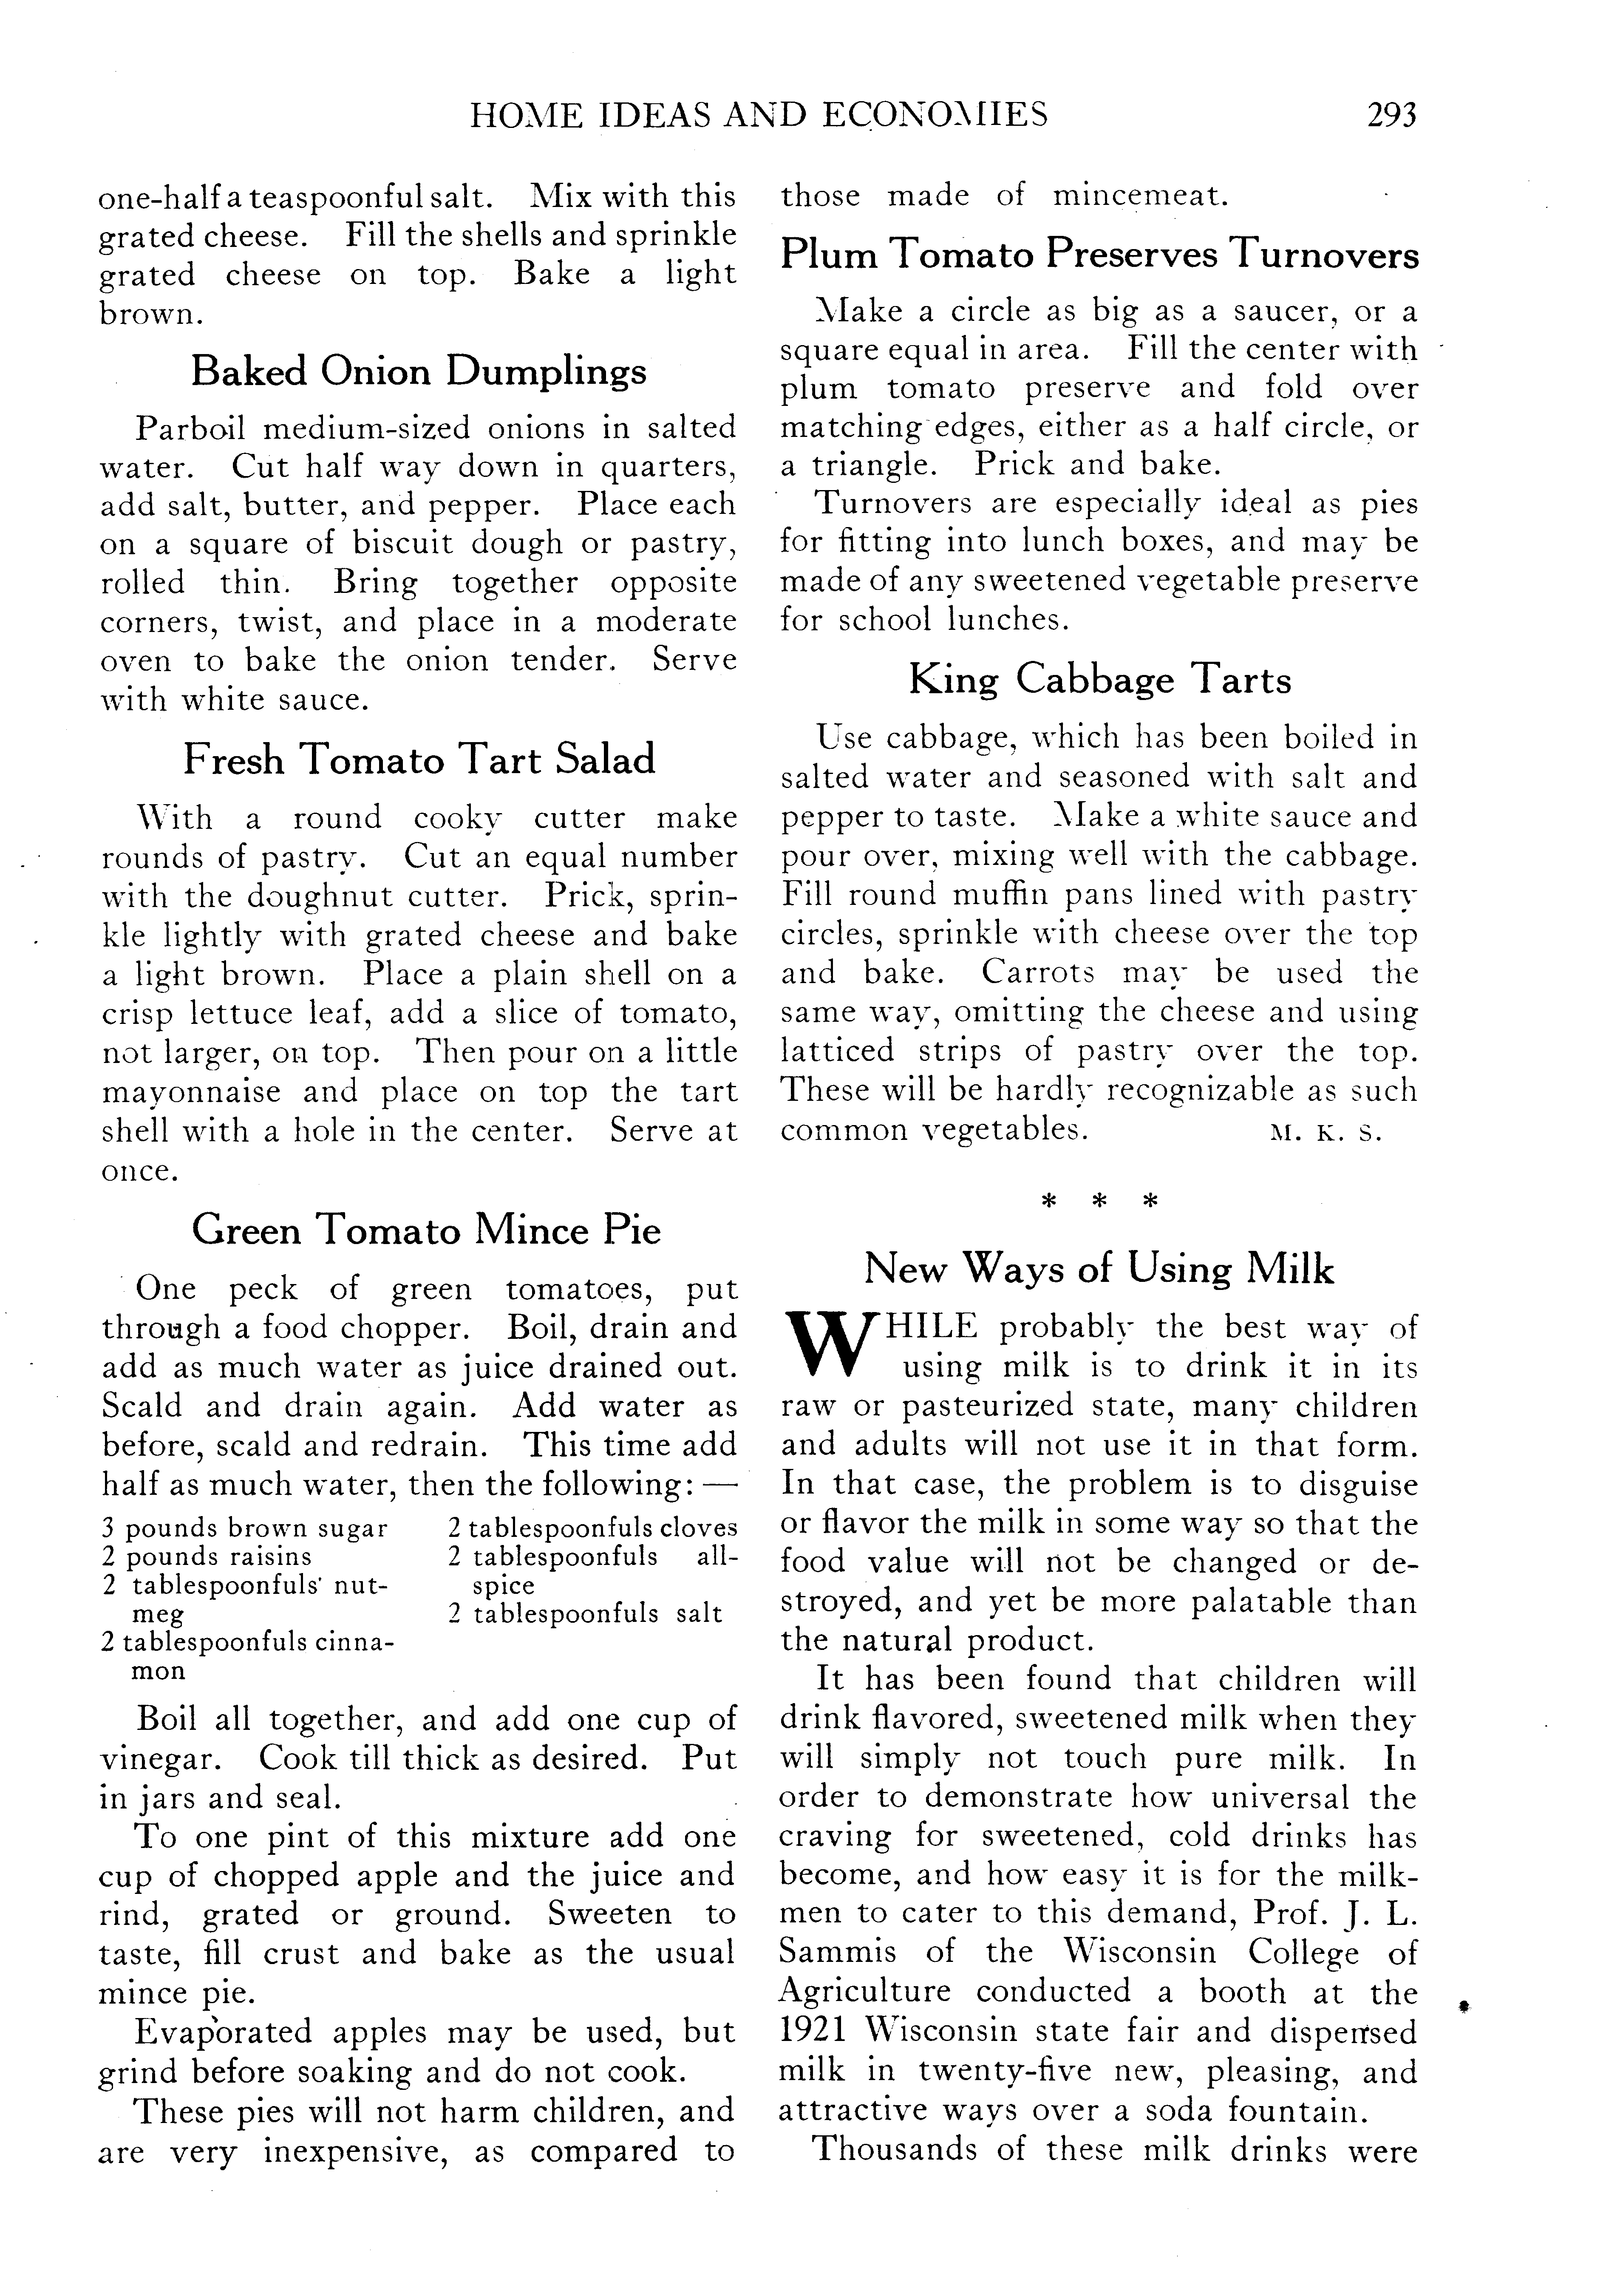 HOME IDEAS AND ECONOMIES 293
one-half a teaspoonful salt. Mix with this
grated cheese. Fill the shells and sprinkle
grated cheese on top. Bake a light
brown.
Baked Onion Dumplings
Parboil medium-sized onions in salted
water. Cut half way down in quarters,
add salt, butter, and pepper. Place each
on a square of biscuit dough or pastry,
rolled thin. Bring together opposite
corners, twist, and place in a moderate
oven to bake the onion tender. Serve
with white sauce.
Fresh Tomato Tart Salad
With a round cooky cutter make
rounds of pastry. Cut an equal number
with the doughnut cutter. Prick, sprin-
kle lightly with grated cheese and bake
a light brown. Place a plain shell on a
crisp lettuce leaf, add a slice of tomato,
not larger, on top. Then pour on a little
mayonnaise and place on top the tart
shell with a hole in the center. Serve at
once.
Green Tomato Mince Pie
One peck of green tomatoes, put
through a food chopper. Boil, drain and
add as much water as juice drained out.
Scald and drain again. Add water as
before, scald and redrain. This time add
half as much water, then the following: —
3 pounds brown sugar
2 pounds raisins
2 tablespoonfuls nut-
meg
2 tablespoonfuls cinna-
mon
2 tablespoonfuls cloves
2 tablespoonfuls all-
spice
2 tablespoonfuls salt
Boil all together, and add one cup of
vinegar. Cook till thick as desired. Put
in jars and seal.
To one pint of this mixture add one
cup of chopped apple and the juice and
rind, grated or ground. Sweeten to
taste, fill crust and bake as the usual
mince pie.
Evaporated apples may be used, but
grind before soaking and do not cook.
These pies will not harm children, and
are very inexpensive, as compared to
those made of mincemeat.
Plum Tomato Preserves Turnovers
Make a circle as big as a saucer, or a
square equal in area. Fill the center with
plum tomato preserve and fold over
matching edges, either as a half circle, or
a triangle. Prick and bake.
Turnovers are especially ideal as pies
for fitting into lunch boxes, and may be
made of any sweetened vegetable preserve
for school lunches.
King Cabbage Tarts
Use cabbage, which has been boiled in
salted water and seasoned with salt and
pepper to taste. Make a white sauce and
pour over, mixing well with the cabbage.
Fill round muffin pans lined with pastry
circles, sprinkle with cheese over the top
and bake. Carrots may be used the
same way, omitting the cheese and using
latticed strips of pastry over the top.
These will be hardly recognizable as such
common vegetables. M. K. S.
* * *
New Ways of Using Milk
WHILE probably the best way of
using milk is to drink it in its
raw or pasteurized state, many children
and adults will not use it in that form.
In that case, the problem is to disguise
or flavor the milk in some way so that the
food value will not be changed or de-
stroyed, and yet be more palatable than
the natural product.
It has been found that children will
drink flavored, sweetened milk when they
will simply not touch pure milk. In
order to demonstrate how universal the
craving for sweetened, cold drinks has
become, and how easy it is for the milk-
men to cater to this demand, Prof. J. L.
Sammis of the Wisconsin College of
Agriculture conducted a booth at the
1921 Wisconsin state fair and dispensed
milk in twenty-five new, pleasing, and
attractive ways over a soda fountain.
Thousands of these milk drinks were